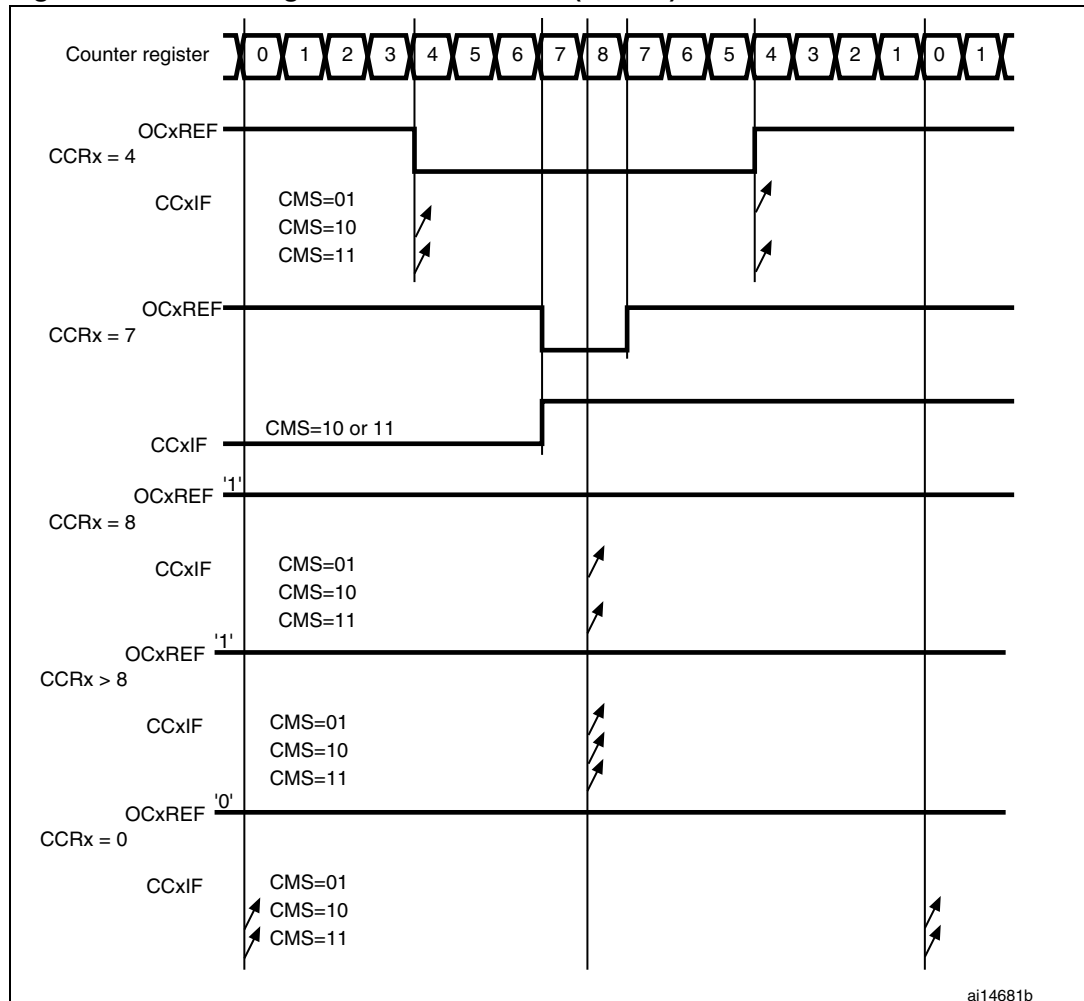 Counter register 0 1 2 3 4 5 6 7 8 7 6 5 4 3 2 1 0 1
OCxREF
CCRx = 4
CCxIF
CMS=01
CMS=10
CMS=11
OCxREF
CCRx = 7
CMS=10 or 11
CCxIF
OCxREF '1'
CCRx = 8
CCxIF
CMS=01
CMS=10
CMS=11
OCxREF '1'
CCRx > 8
CCxIF
CMS=01
CMS=10
CMS=11
OCxREF '0'
CCRx = 0
CCxIF
CMS=01
CMS=10
CMS=11
ai14681b